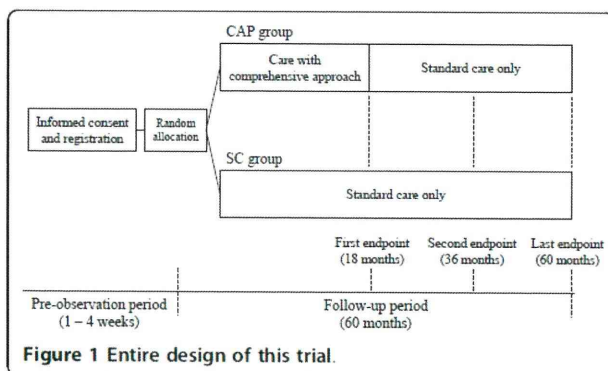 CAP group
Care with
comprehensive approach
Standard care only
Informed consent
and registration
Random
allocation
SC group
Standard care only
First endpoint
(18 months)
Second endpoint
(36 months)
Last endpoint
(60 months)
Pre-observation period
(1 – 4 weeks)
Follow-up period
(60 months)
Figure 1 Entire design of this trial.